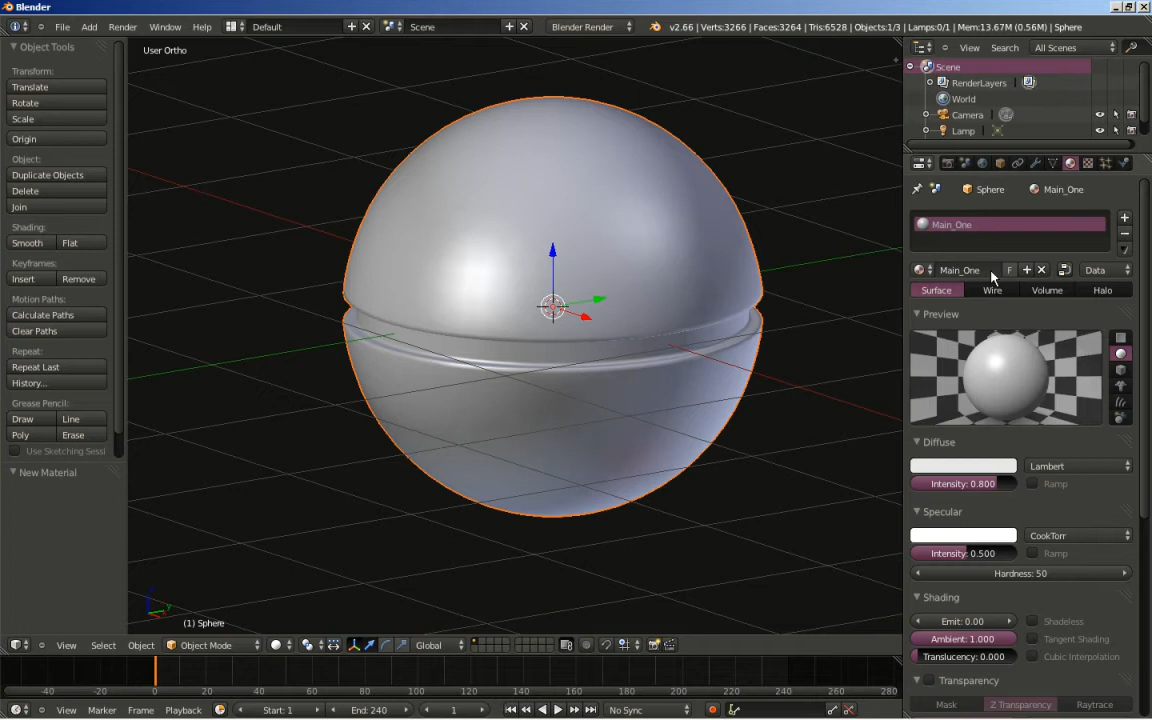 Blender
File Add Render Window Help Default Scene Blender Render v2.66 | Verts:3266 | Faces:3264 | Tris:6528 | Objects:1/3 | Lamps:0/1 | Mem:13.67M (0.56M) | Sphere
Object Tools
Transform:
Translate
Rotate
Scale
Origin
Object:
Duplicate Objects
Delete
Join
Shading:
Smooth Flat
Keyframes:
Insert Remove
Motion Paths:
Calculate Paths
Clear Paths
Repeat:
Repeat Last
History...
Grease Pencil:
Draw Line
Poly Erase
Use Sketching Sessi
New Material
User Ortho
(1) Sphere
View Select Object Object Mode Global
-40 -20 0 20 40 60 80 100 120 140 160 180 200 220 240 260 280
View Marker Frame Playback Start: 1 End: 240 1 No Sync
View Search All Scenes
Scene
RenderLayers
World
Camera
Lamp
Sphere Main_One
Main_One
Main_One F Data
Surface Wire Volume Halo
Preview
Diffuse
Lambert
Intensity: 0.800 Ramp
Specular
CookTorr
Intensity: 0.500 Ramp
Hardness: 50
Shading
Emit: 0.00 Shadeless
Ambient: 1.000 Tangent Shading
Translucency: 0.000 Cubic Interpolation
Transparency
Mask Z Transparency Raytrace